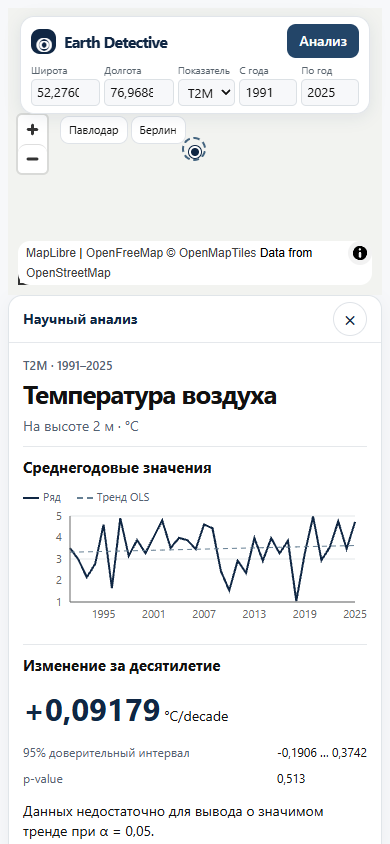 Earth Detective
Анализ
Широта Долгота Показатель С года По год
52,2760 76,9688 T2M 1991 2025
+ Павлодар Берлин
−
MapLibre | OpenFreeMap © OpenMapTiles Data from
OpenStreetMap
Научный анализ ×
T2M · 1991–2025
Температура воздуха
На высоте 2 м · °C
Среднегодовые значения
Ряд Тренд OLS
5
4
3
2
1
1995 2001 2007 2013 2019 2025
Изменение за десятилетие
+0,09179 °C/decade
95% доверительный интервал -0,1906 … 0,3742
p-value 0,513
Данных недостаточно для вывода о значимом
тренде при α = 0,05.